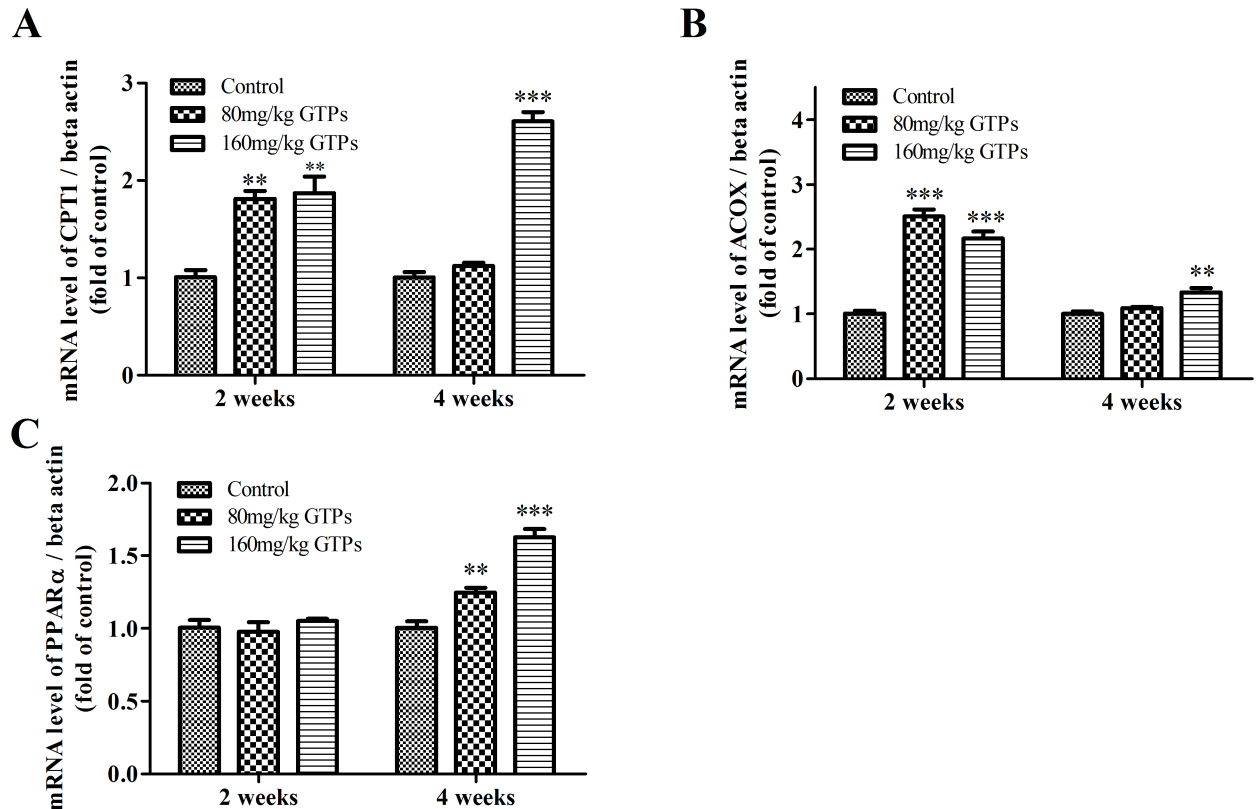 A
mRNA level of CPT1 / beta actin
(fold of control)
3
2
1
0
Control
80mg/kg GTPs
160mg/kg GTPs
**
**
***
2 weeks
4 weeks
B
mRNA level of ACOX / beta actin
(fold of control)
4
3
2
1
0
Control
80mg/kg GTPs
160mg/kg GTPs
***
***
**
2 weeks
4 weeks
C
mRNA level of PPARα / beta actin
(fold of control)
2.0
1.5
1.0
0.5
0.0
Control
80mg/kg GTPs
160mg/kg GTPs
**
***
2 weeks
4 weeks